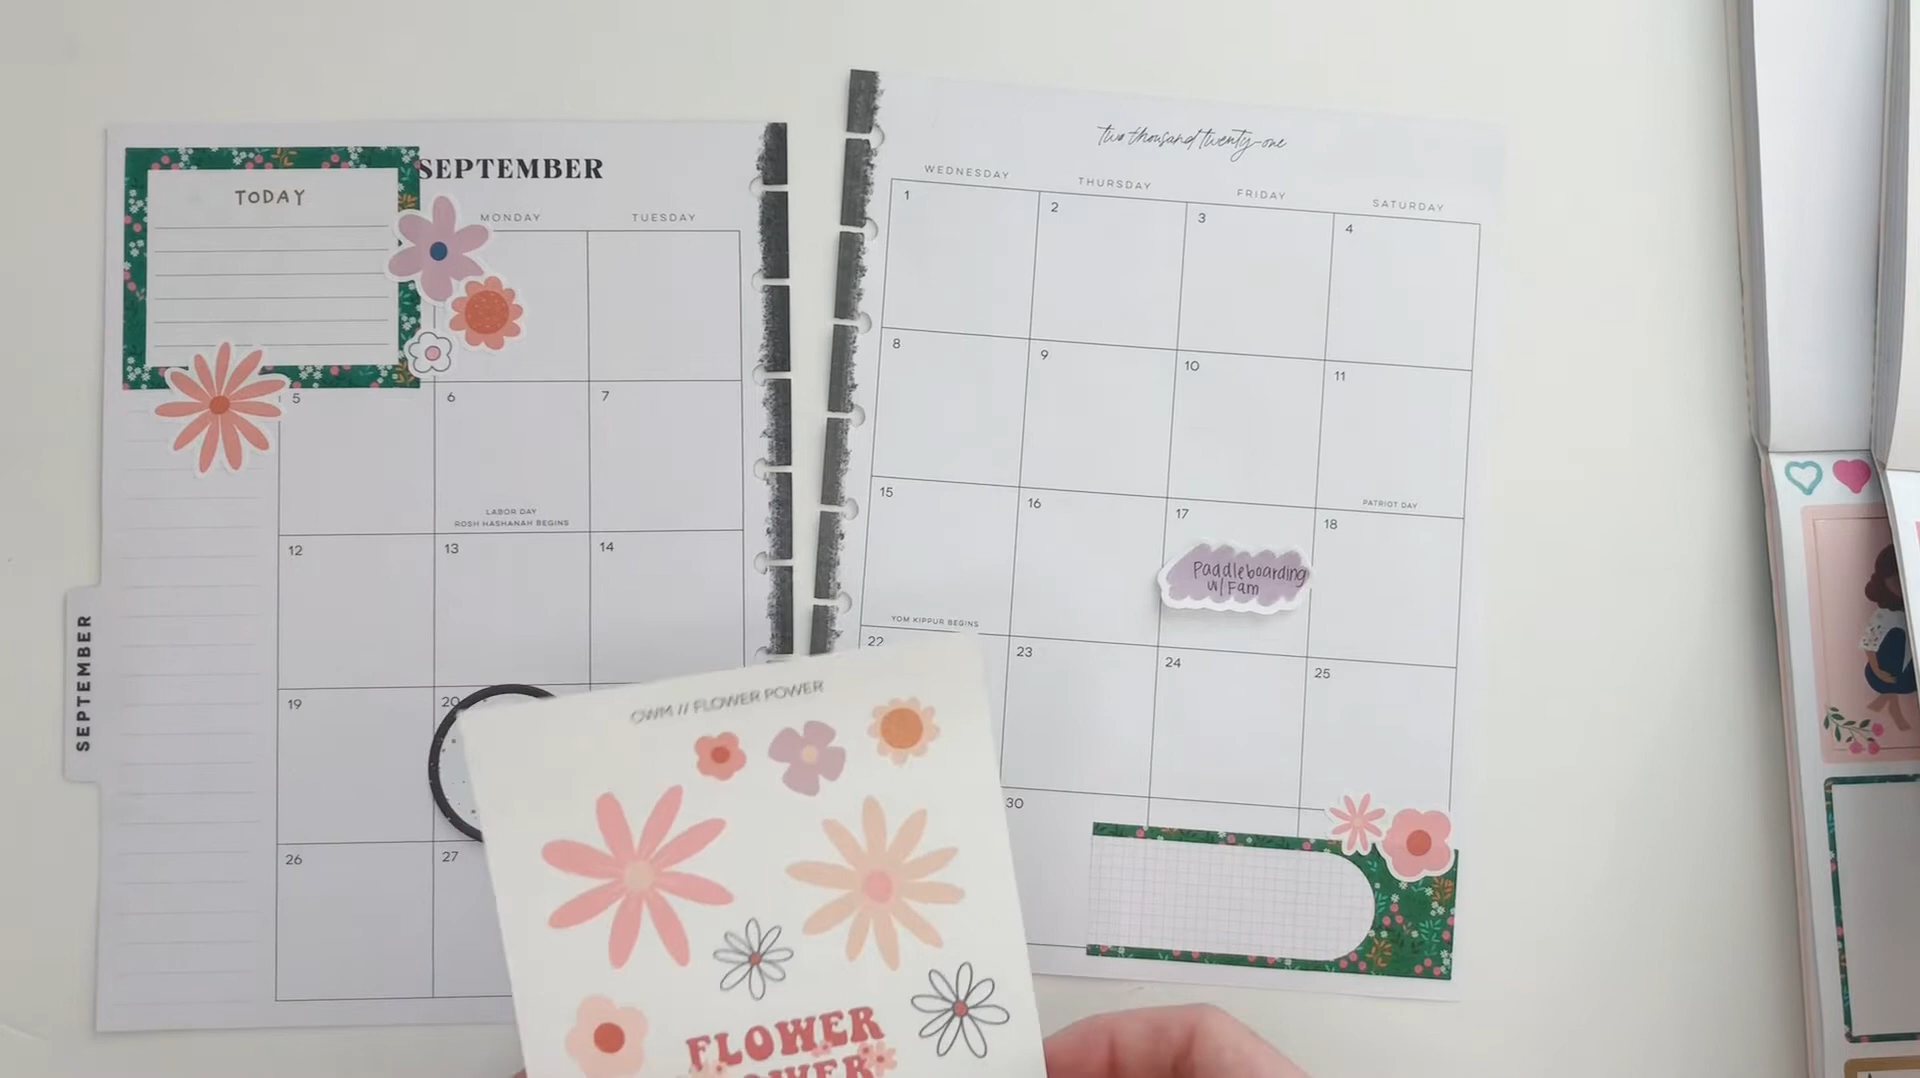 SEPTEMBER
TODAY
MONDAY
TUESDAY
5
6
7
LABOR DAY
ROSH HASHANAH BEGINS
12
13
14
19
20
26
27
SEPTEMBER
two thousand twenty-one
WEDNESDAY
THURSDAY
FRIDAY
SATURDAY
1
2
3
4
8
9
10
11
PATRIOT DAY
15
16
17
18
Paddleboarding
w/ Fam
YOM KIPPUR BEGINS
22
23
24
25
30
OWM // FLOWER POWER
FLOWER
POWER